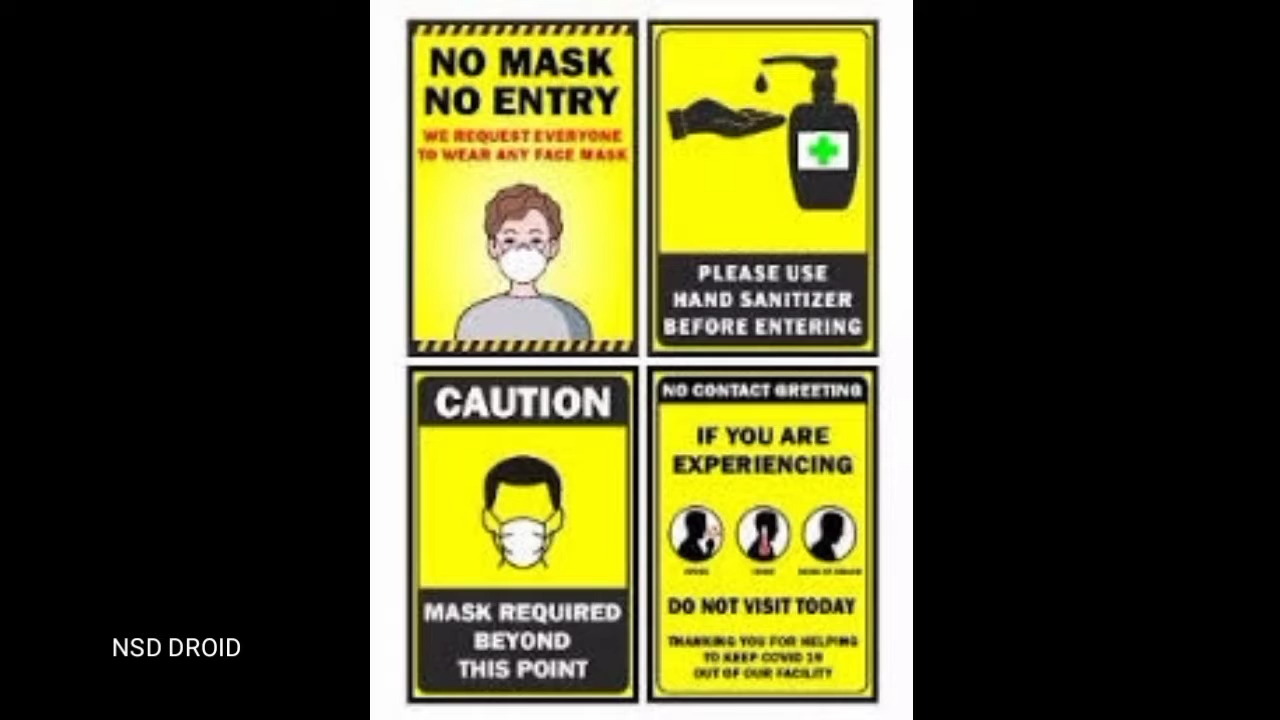 NO MASK
NO ENTRY
WE REQUEST EVERYONE
TO WEAR ANY FACE MASK
PLEASE USE
HAND SANITIZER
BEFORE ENTERING
CAUTION
MASK REQUIRED
BEYOND
THIS POINT
NO CONTACT GREETING
IF YOU ARE
EXPERIENCING
DO NOT VISIT TODAY
THANKING YOU FOR HELPING
TO KEEP COVID 19
OUT OF OUR FACILITY
NSD DROID